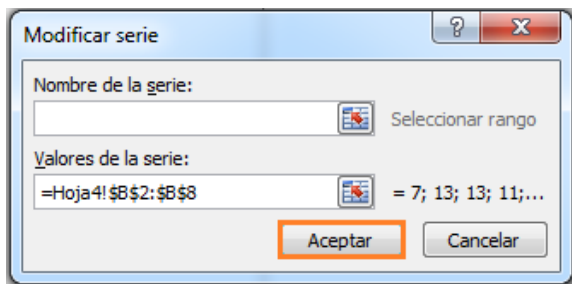 Modificar serie
Nombre de la serie:
Seleccionar rango
Valores de la serie:
=Hoja4!$B$2:$B$8 = 7; 13; 13; 11;...
Aceptar Cancelar